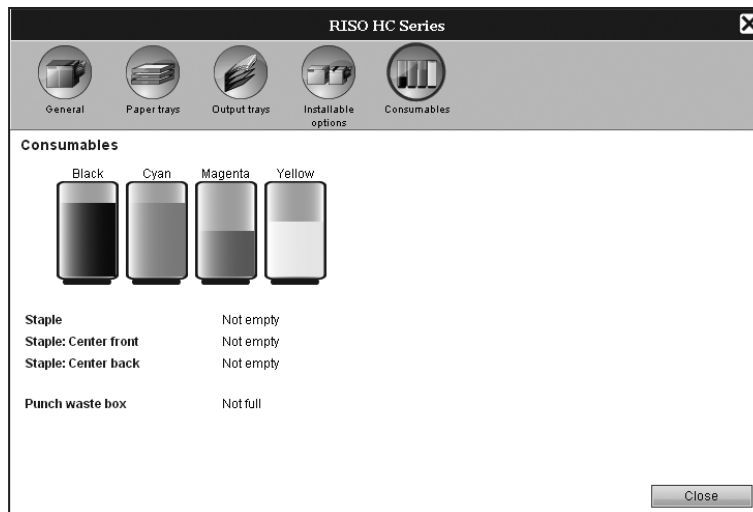 RISO HC Series
General
Paper trays
Output trays
Installable
options
Consumables
Consumables
Black Cyan Magenta Yellow
Staple Not empty
Staple: Center front Not empty
Staple: Center back Not empty
Punch waste box Not full
Close